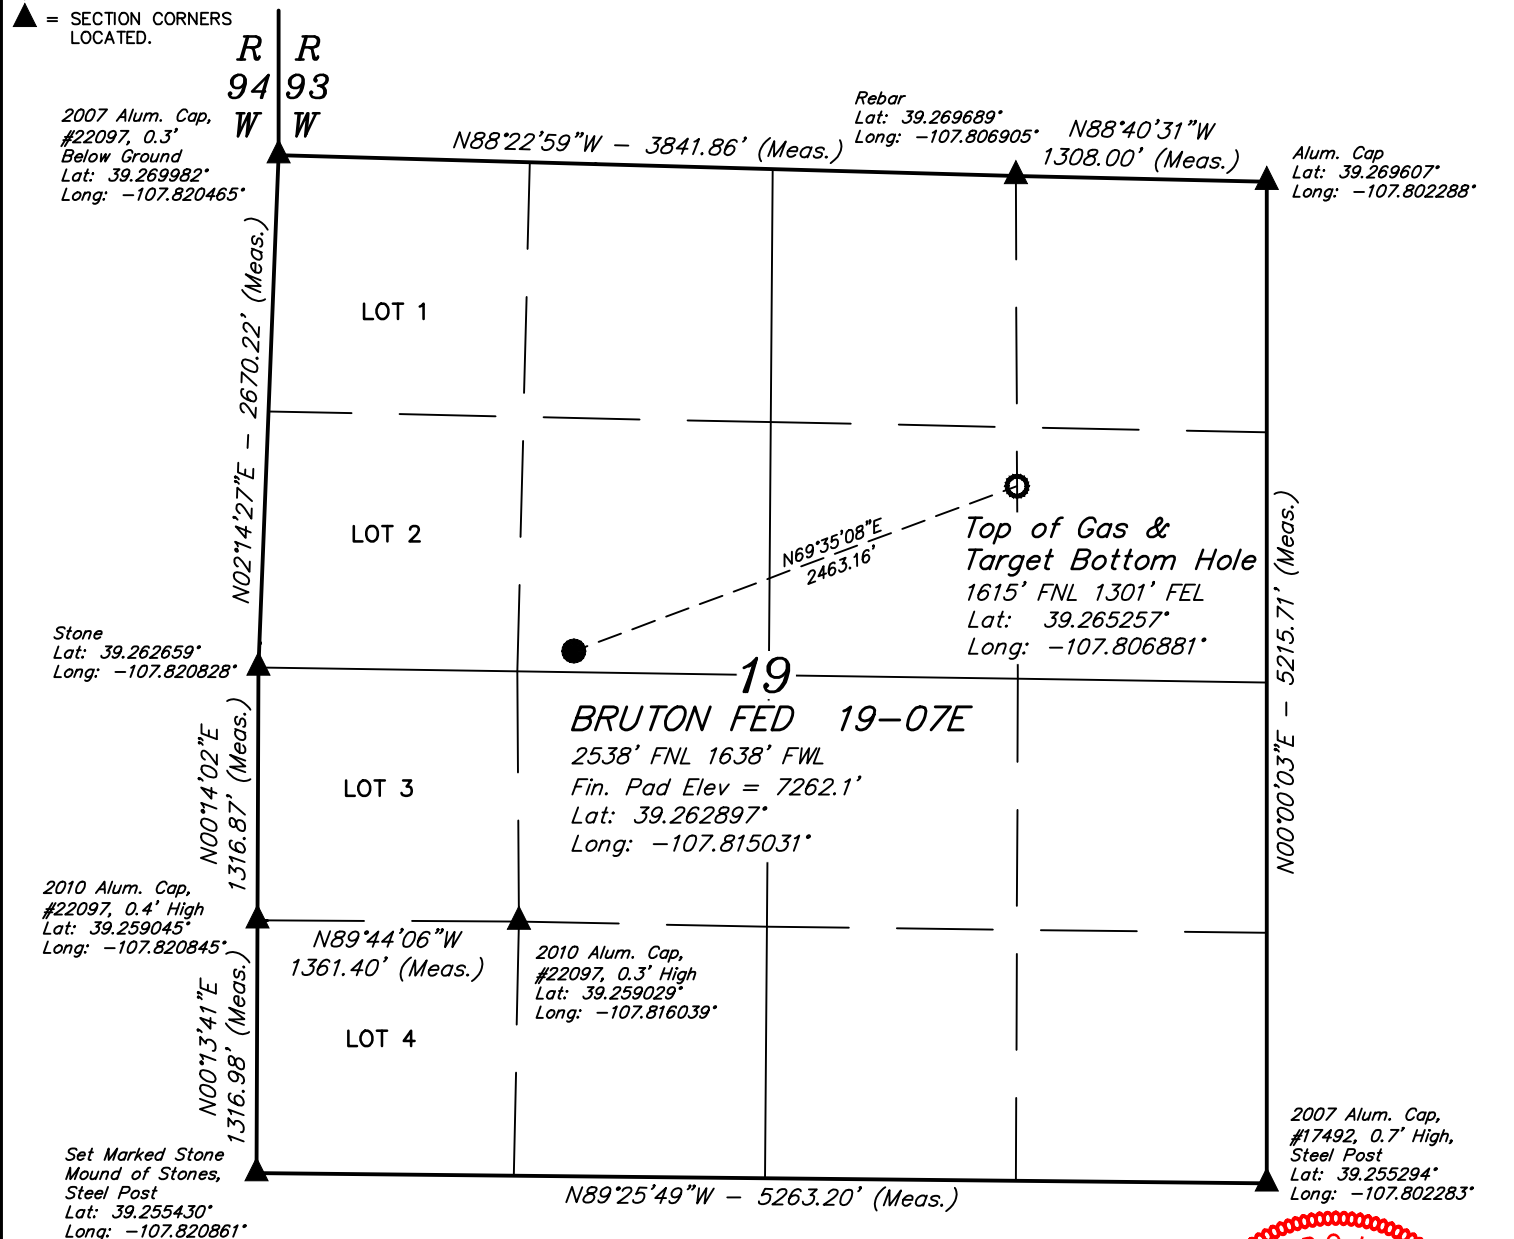 = SECTION CORNERS
LOCATED.
R R
94 93
W W
2007 Alum. Cap,
#22097, 0.3'
Below Ground
Lat: 39.269982°
Long: -107.820465°
N88°22'59"W - 3841.86' (Meas.)
Rebar
Lat: 39.269689°
Long: -107.806905°
N88°40'31"W
1308.00' (Meas.)
Alum. Cap
Lat: 39.269607°
Long: -107.802288°
N02°14'27"E - 2670.22' (Meas.)
LOT 1
LOT 2
N69°35'08"E
2463.16'
Top of Gas &
Target Bottom Hole
1615' FNL 1301' FEL
Lat: 39.265257°
Long: -107.806881°
N00°00'03"E - 5215.71' (Meas.)
Stone
Lat: 39.262659°
Long: -107.820828°
19
BRUTON FED 19-07E
2538' FNL 1638' FWL
Fin. Pad Elev = 7262.1'
Lat: 39.262897°
Long: -107.815031°
N00°14'02"E
1316.87' (Meas.)
LOT 3
2010 Alum. Cap,
#22097, 0.4' High
Lat: 39.259045°
Long: -107.820845°
N89°44'06"W
1361.40' (Meas.)
2010 Alum. Cap,
#22097, 0.3' High
Lat: 39.259029°
Long: -107.816039°
N00°13'41"E
1316.98' (Meas.)
LOT 4
Set Marked Stone
Mound of Stones,
Steel Post
Lat: 39.255430°
Long: -107.820861°
N89°25'49"W - 5263.20' (Meas.)
2007 Alum. Cap,
#17492, 0.7' High,
Steel Post
Lat: 39.255294°
Long: -107.802283°